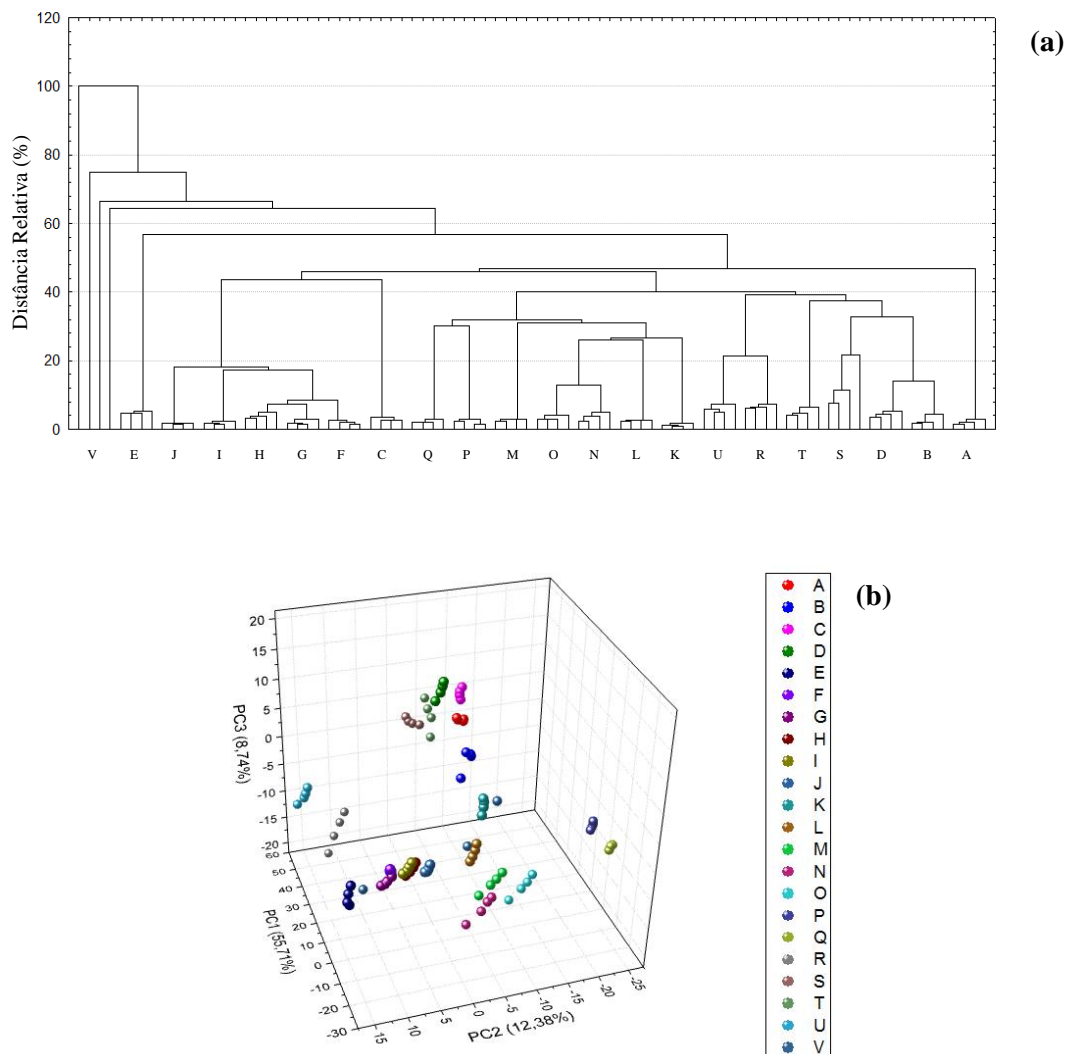 (a)
Distância Relativa (%)
120
100
80
60
40
20
0
V E J I H G F C Q P M O N L K U R T S D B A
(b)
PC3 (8,74%)
20
15
10
5
0
-5
-10
-15
-20
PC1 (55,71%)
60
50
40
30
20
10
0
-10
-20
-30
PC2 (12,38%)
15
10
5
0
-5
-10
-15
-20
-25
A
B
C
D
E
F
G
H
I
J
K
L
M
N
O
P
Q
R
S
T
U
V